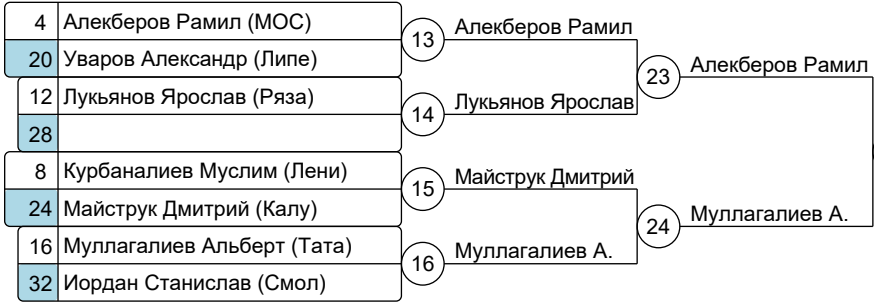 4 Алекберов Рамил (МОС)
20 Уваров Александр (Липе)
13 Алекберов Рамил
12 Лукьянов Ярослав (Ряза)
28
14 Лукьянов Ярослав
23 Алекберов Рамил
8 Курбаналиев Муслим (Лени)
24 Майструк Дмитрий (Калу)
15 Майструк Дмитрий
16 Муллагалиев Альберт (Тата)
32 Иордан Станислав (Смол)
16 Муллагалиев А.
24 Муллагалиев А.